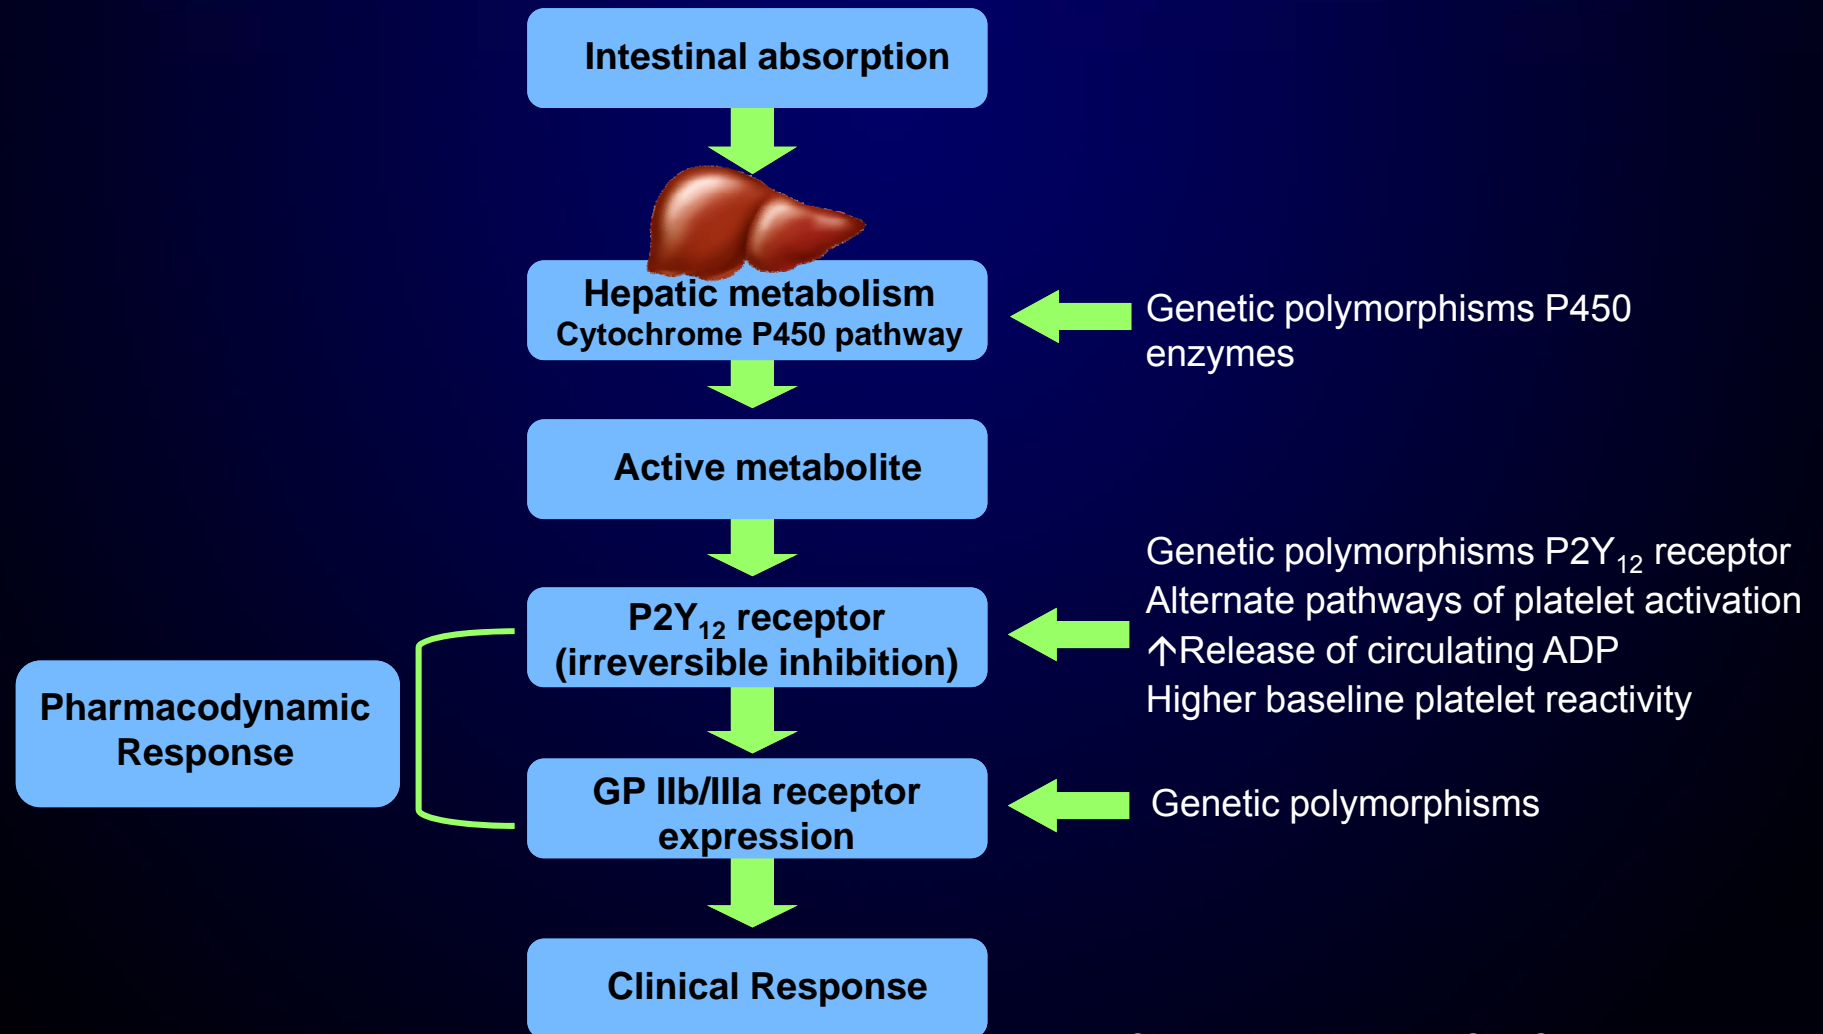 Intestinal absorption
Hepatic metabolism
Cytochrome P450 pathway
Genetic polymorphisms P450
enzymes
Active metabolite
P2Y₁₂ receptor
(irreversible inhibition)
Genetic polymorphisms P2Y₁₂ receptor
Alternate pathways of platelet activation
↑Release of circulating ADP
Higher baseline platelet reactivity
Pharmacodynamic
Response
GP IIb/IIIa receptor
expression
Genetic polymorphisms
Clinical Response